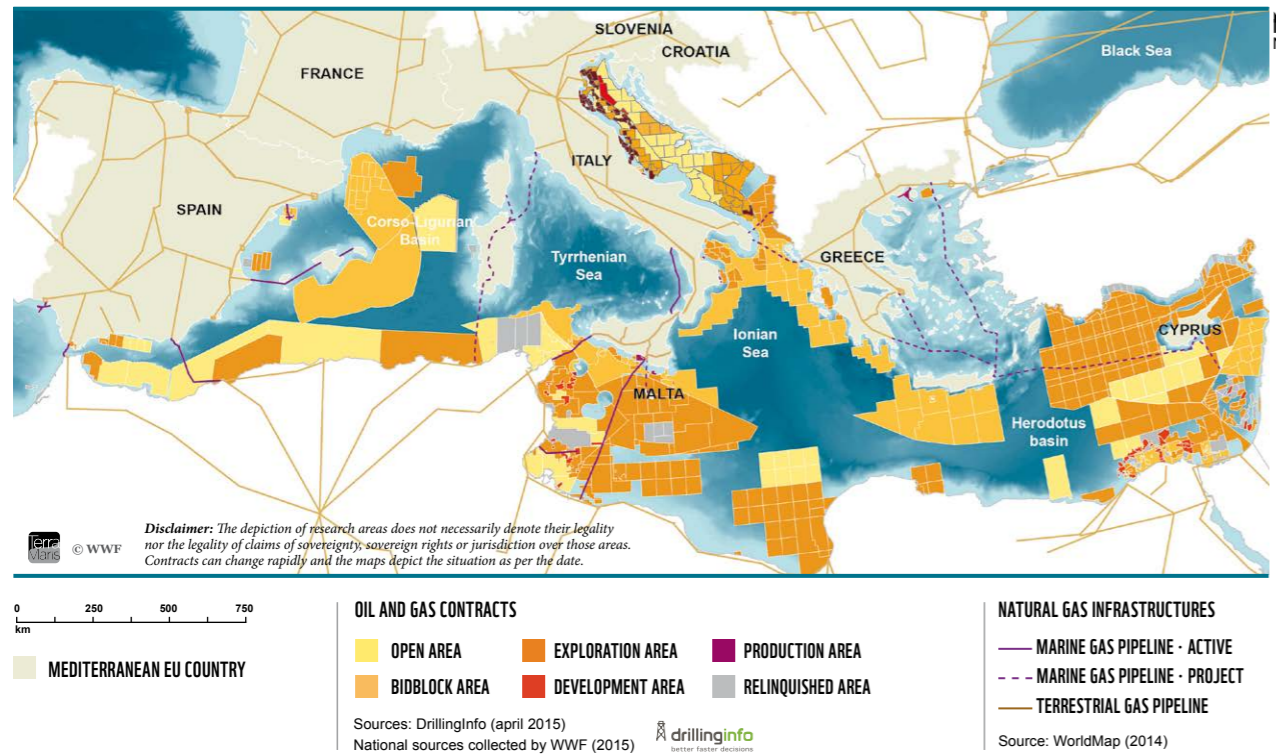 SLOVENIA
CROATIA
Black Sea
FRANCE
ITALY
SPAIN
Corso-Ligurian
Basin
Tyrrhenian
Sea
GREECE
Ionian
Sea
CYPRUS
MALTA
Herodotus
basin
Terra
Maris
© WWF
Disclaimer: The depiction of research areas does not necessarily denote their legality
nor the legality of claims of sovereignty, sovereign rights or jurisdiction over those areas.
Contracts can change rapidly and the maps depict the situation as per the date.
0 250 500 750
km
MEDITERRANEAN EU COUNTRY
OIL AND GAS CONTRACTS
OPEN AREA
EXPLORATION AREA
PRODUCTION AREA
BIDBLOCK AREA
DEVELOPMENT AREA
RELINQUISHED AREA
Sources: DrillingInfo (april 2015)
National sources collected by WWF (2015)
drillinginfo
better faster decisions
NATURAL GAS INFRASTRUCTURES
MARINE GAS PIPELINE · ACTIVE
MARINE GAS PIPELINE · PROJECT
TERRESTRIAL GAS PIPELINE
Source: WorldMap (2014)